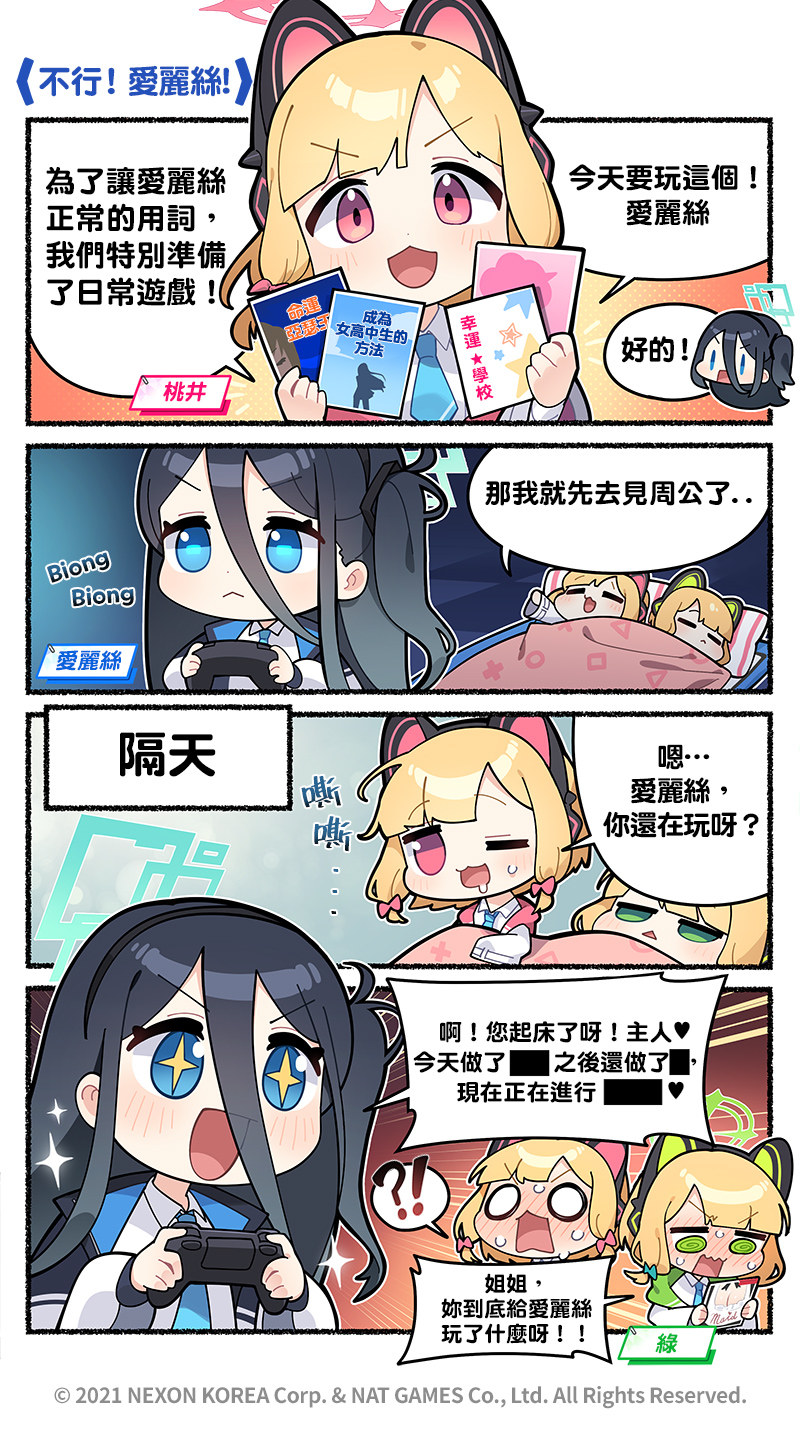 《不行！愛麗絲!》
為了讓愛麗絲
正常的用詞，
我們特別準備
了日常遊戲！
今天要玩這個！
愛麗絲
命運
亞瑟王
成為
女高中生的
方法
幸運★學校
好的！
桃井
那我就先去見周公了..
Biong
Biong
愛麗絲
隔天
嘶
嘶
⋮
嗯⋯
愛麗絲，
你還在玩呀？
啊！您起床了呀！主人♥
今天做了 之後還做了 ，
現在正在進行 ♥
?!
姐姐，
妳到底給愛麗絲
玩了什麼呀！！
Maid
綠
© 2021 NEXON KOREA Corp. & NAT GAMES Co., Ltd. All Rights Reserved.